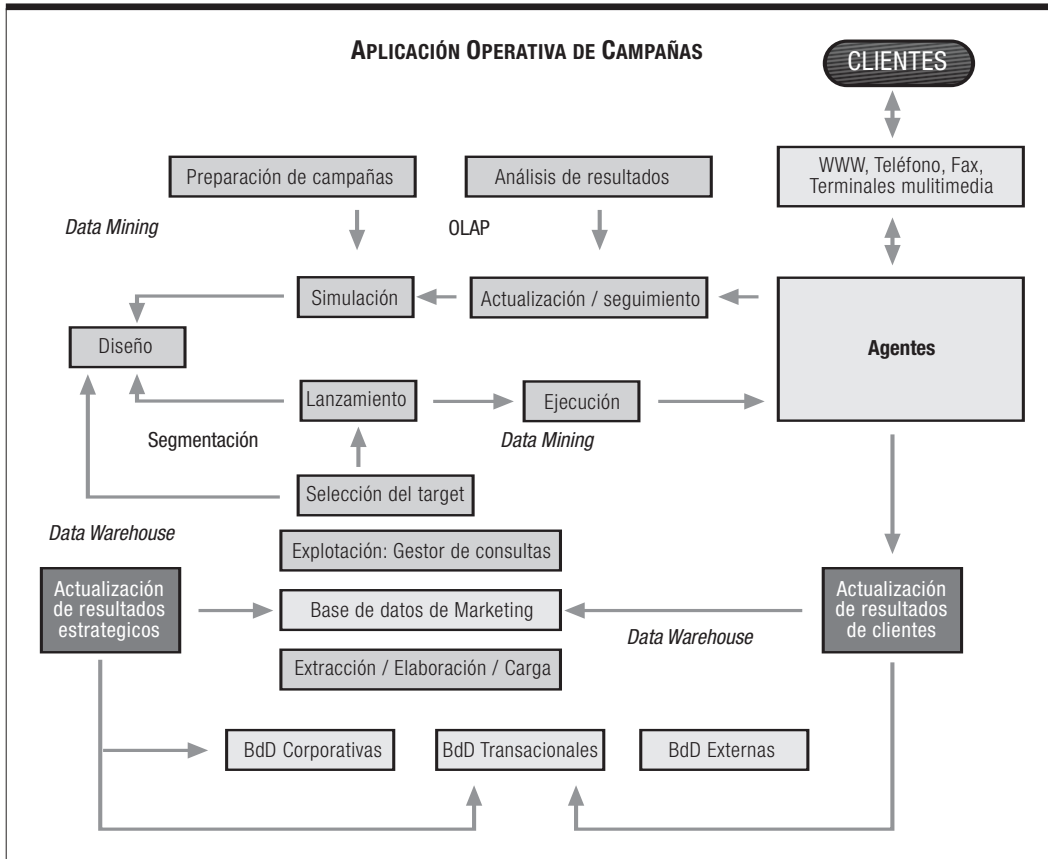 APLICACIÓN OPERATIVA DE CAMPAÑAS
CLIENTES
WWW, Teléfono, Fax,
Terminales mulitimedia
Preparación de campañas
Análisis de resultados
Data Mining
OLAP
Simulación
Actualización / seguimiento
Agentes
Diseño
Lanzamiento
Ejecución
Segmentación
Data Mining
Selección del target
Data Warehouse
Explotación: Gestor de consultas
Actualización
de resultados
estrategicos
Base de datos de Marketing
Actualización
de resultados
de clientes
Data Warehouse
Extracción / Elaboración / Carga
BdD Corporativas
BdD Transacionales
BdD Externas